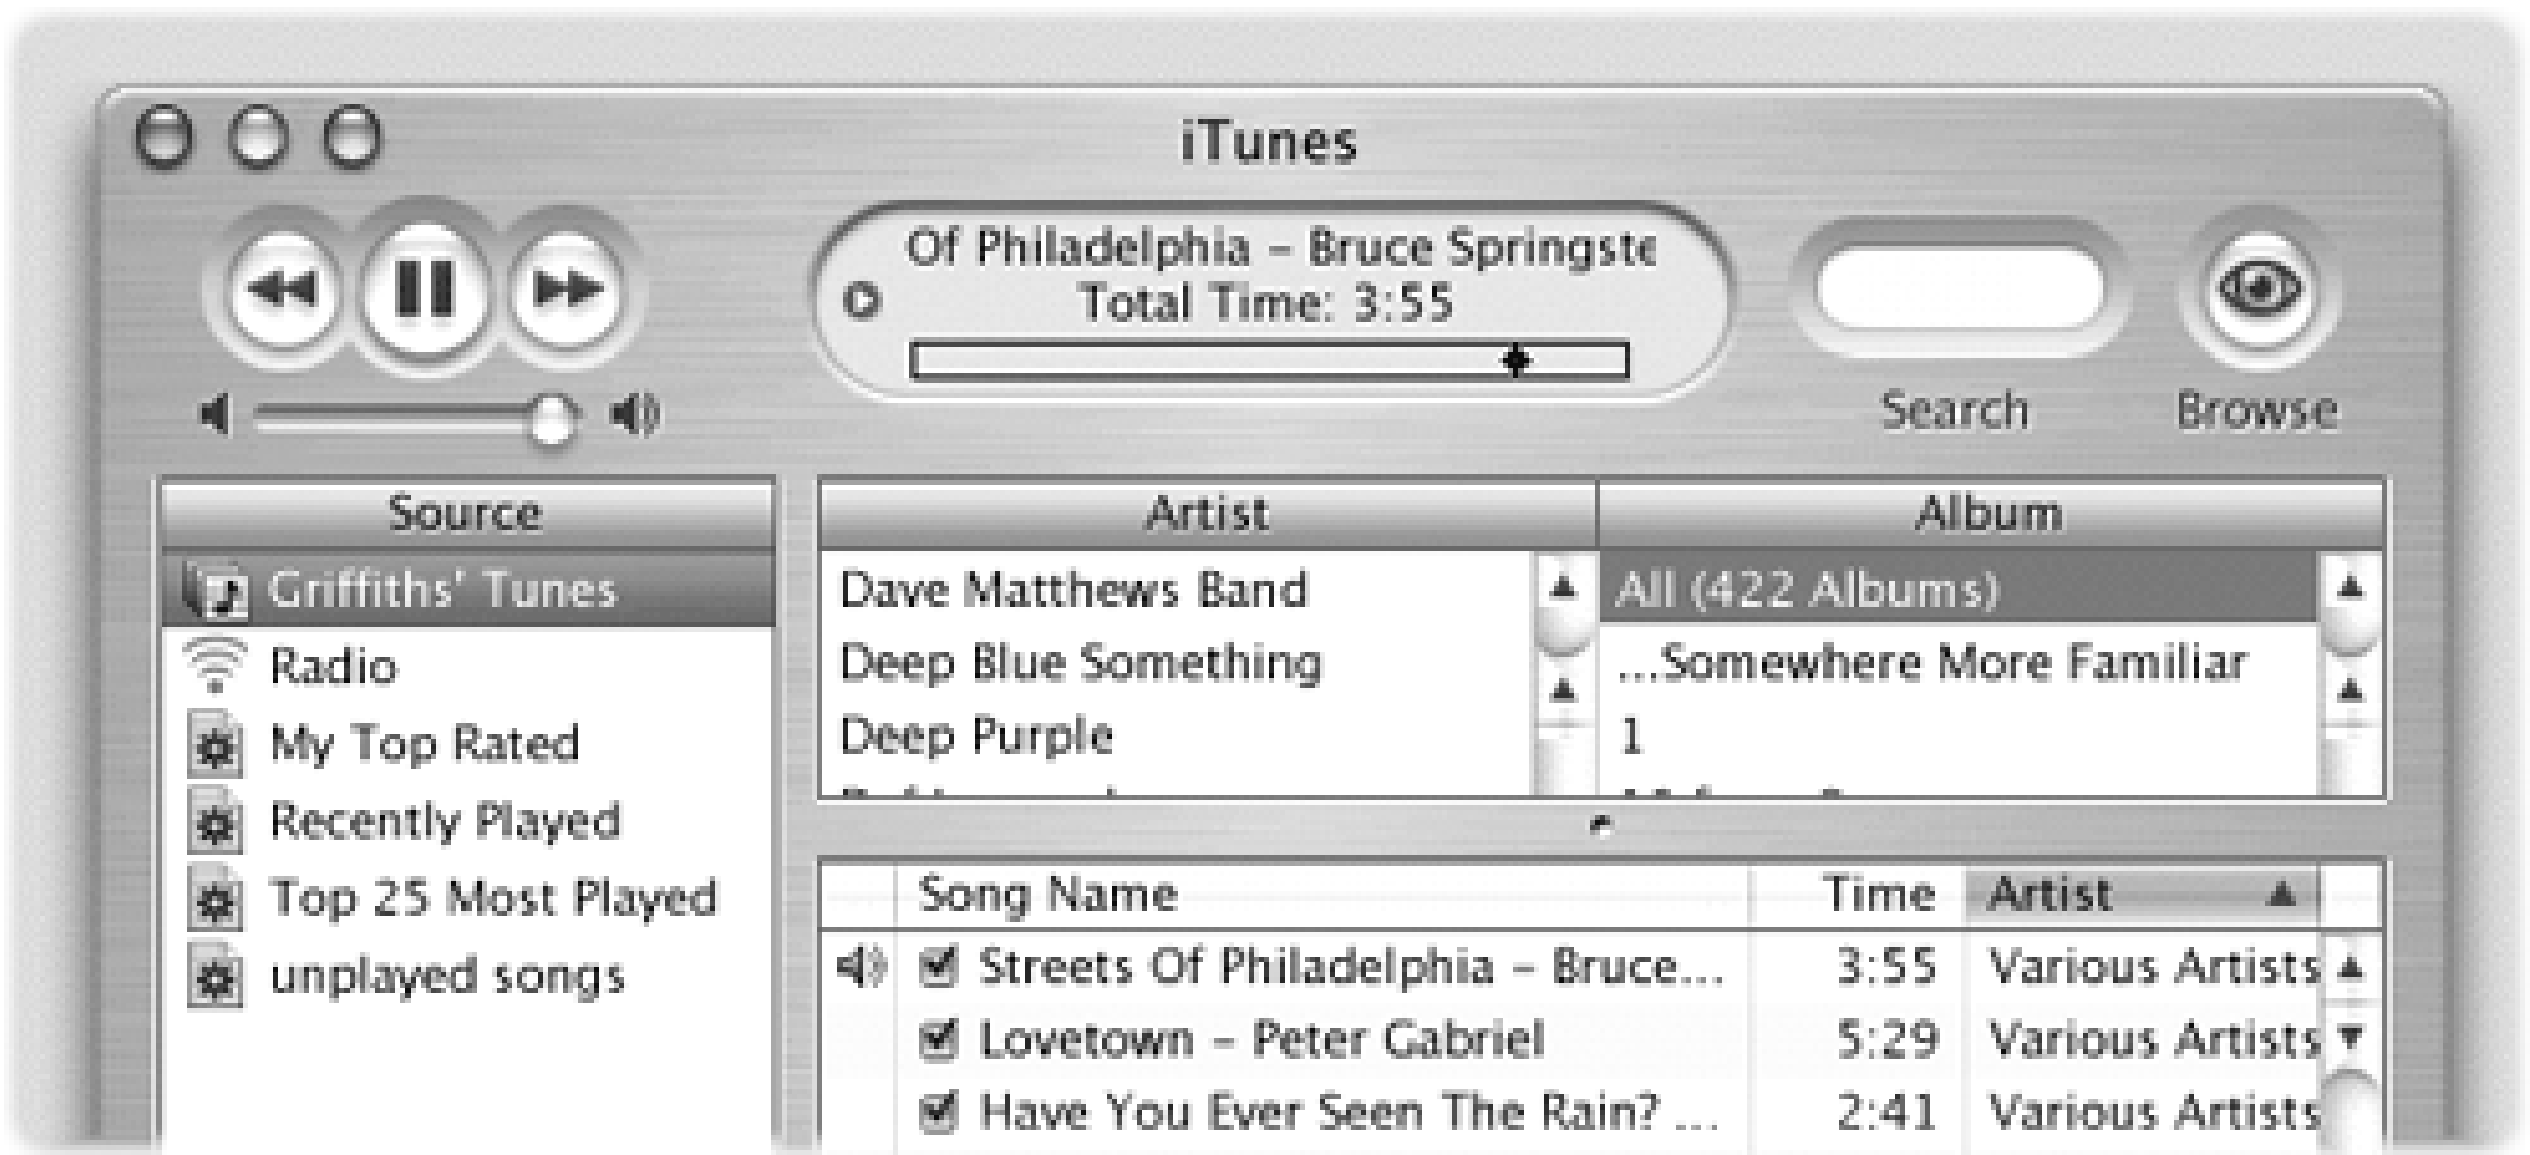 iTunes
Of Philadelphia – Bruce Springste
Total Time: 3:55
Search
Browse
Source
Griffiths' Tunes
Radio
My Top Rated
Recently Played
Top 25 Most Played
unplayed songs
Artist Album
Dave Matthews Band All (422 Albums)
Deep Blue Something ...Somewhere More Familiar
Deep Purple 1
Song Name Time Artist
Streets Of Philadelphia – Bruce... 3:55 Various Artists
Lovetown – Peter Gabriel 5:29 Various Artists
Have You Ever Seen The Rain? ... 2:41 Various Artists